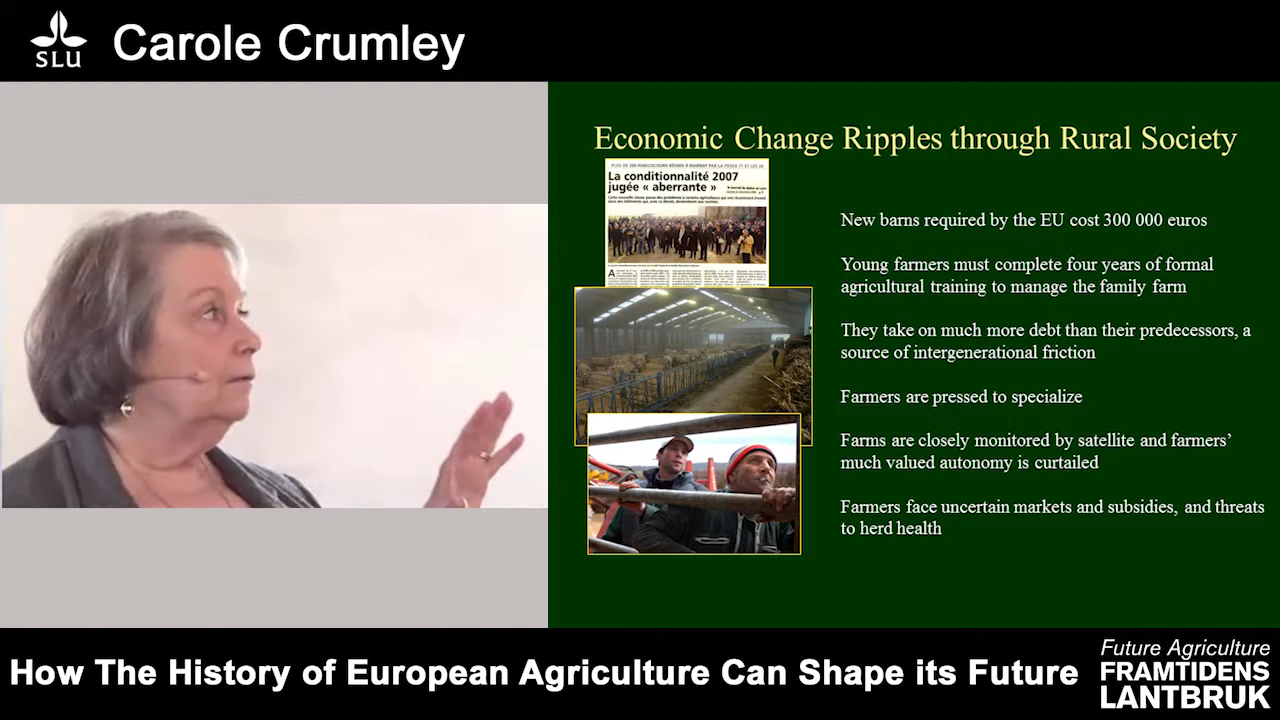 SLU
Carole Crumley
Economic Change Ripples through Rural Society
La conditionnalité 2007
jugée « aberrante »
New barns required by the EU cost 300 000 euros
Young farmers must complete four years of formal
agricultural training to manage the family farm
They take on much more debt than their predecessors, a
source of intergenerational friction
Farmers are pressed to specialize
Farms are closely monitored by satellite and farmers’
much valued autonomy is curtailed
Farmers face uncertain markets and subsidies, and threats
to herd health
How The History of European Agriculture Can Shape its Future
Future Agriculture
FRAMTIDENS
LANTBRUK